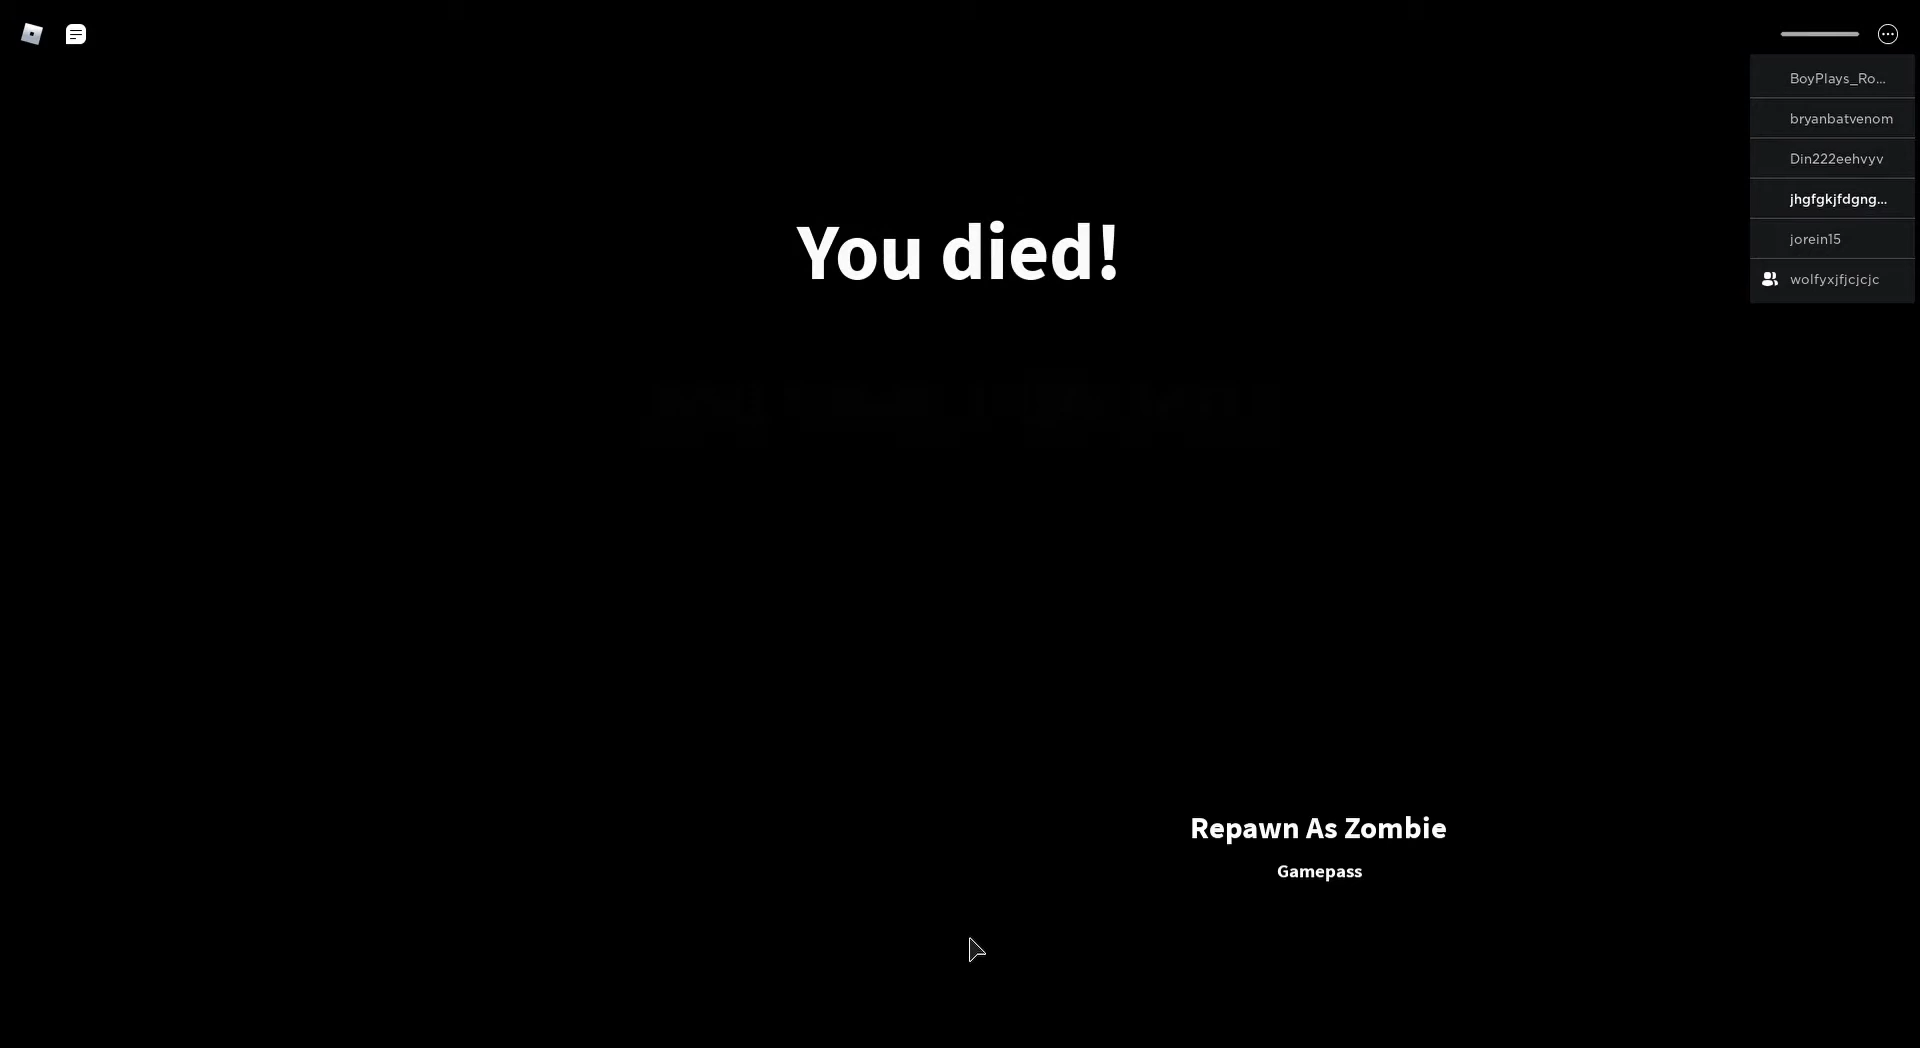 BoyPlays_Ro...
bryanbatvenom
Din222eehvyv
jhgfgkjfdgng...
jorein15
wolfyxjfjcjcjc
You died!
Repawn As Zombie
Gamepass